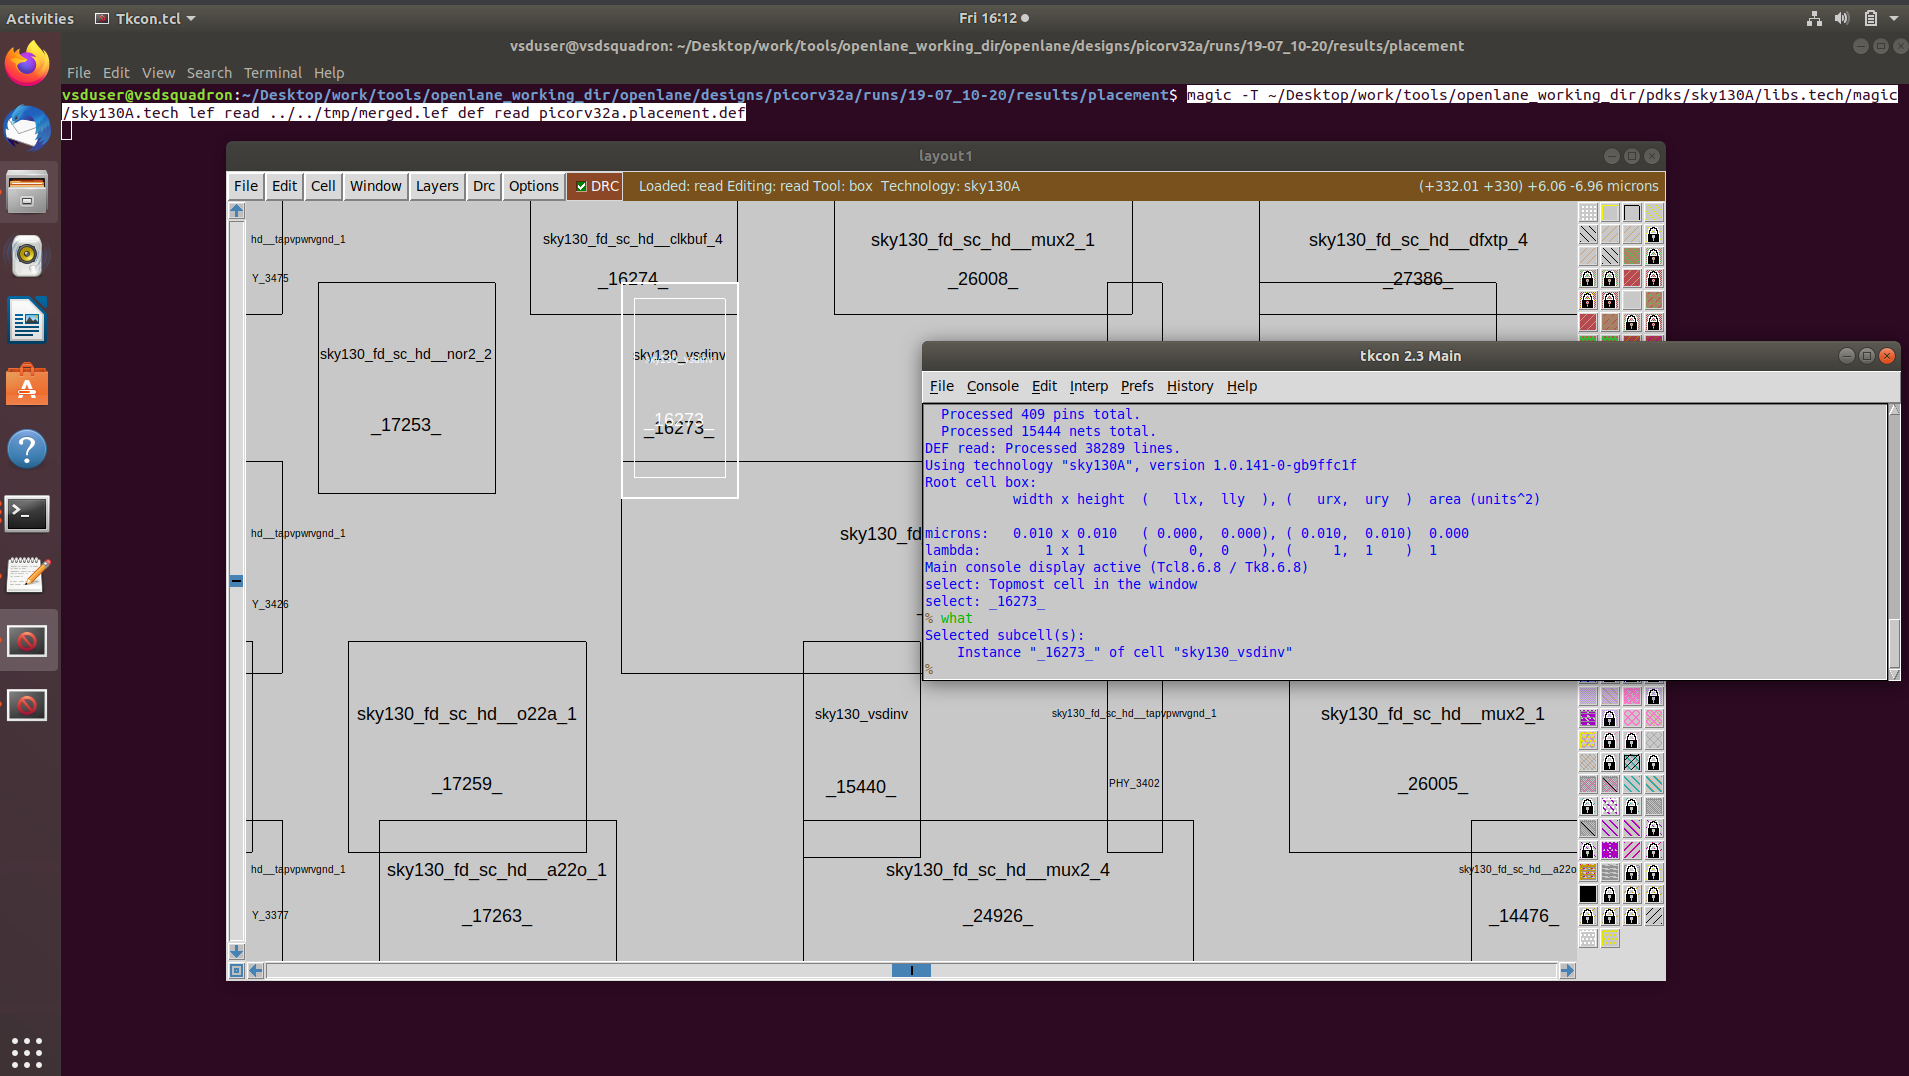 Activities Tkcon.tcl Fri 16:12
vsduser@vsdsquadron: ~/Desktop/work/tools/openlane_working_dir/openlane/designs/picorv32a/runs/19-07_10-20/results/placement
File Edit View Search Terminal Help
vsduser@vsdsquadron:~/Desktop/work/tools/openlane_working_dir/openlane/designs/picorv32a/runs/19-07_10-20/results/placement$ magic -T ~/Desktop/work/tools/openlane_working_dir/pdks/sky130A/libs.tech/magic
/sky130A.tech lef read ../../tmp/merged.lef def read picorv32a.placement.def
layout1
File Edit Cell Window Layers Drc Options DRC Loaded: read Editing: read Tool: box Technology: sky130A (+332.01 +330) +6.06 -6.96 microns
hd__tapvpwrvgnd_1 sky130_fd_sc_hd__clkbuf_4 sky130_fd_sc_hd__mux2_1 sky130_fd_sc_hd__dfxtp_4
Y_3475 _16274_ _26008_ _27386_
sky130_fd_sc_hd__nor2_2 sky130_vsdinv
_17253_ _16273_
tkcon 2.3 Main
File Console Edit Interp Prefs History Help
Processed 409 pins total.
Processed 15444 nets total.
DEF read: Processed 38289 lines.
Using technology "sky130A", version 1.0.141-0-gb9ffc1f
Root cell box:
width x height ( llx, lly ), ( urx, ury ) area (units^2)
microns: 0.010 x 0.010 ( 0.000, 0.000), ( 0.010, 0.010) 0.000
lambda: 1 x 1 ( 0, 0 ), ( 1, 1 ) 1
Main console display active (Tcl8.6.8 / Tk8.6.8)
select: Topmost cell in the window
select: _16273_
% what
Selected subcell(s):
Instance "_16273_" of cell "sky130_vsdinv"
%
hd__tapvpwrvgnd_1 sky130_fd
Y_3426
sky130_fd_sc_hd__o22a_1 sky130_vsdinv sky130_fd_sc_hd__tapvpwrvgnd_1 sky130_fd_sc_hd__mux2_1
_17259_ _15440_ PHY_3402 _26005_
hd__tapvpwrvgnd_1 sky130_fd_sc_hd__a22o_1 sky130_fd_sc_hd__mux2_4 sky130_fd_sc_hd__a22o
Y_3377 _17263_ _24926_ _14476_